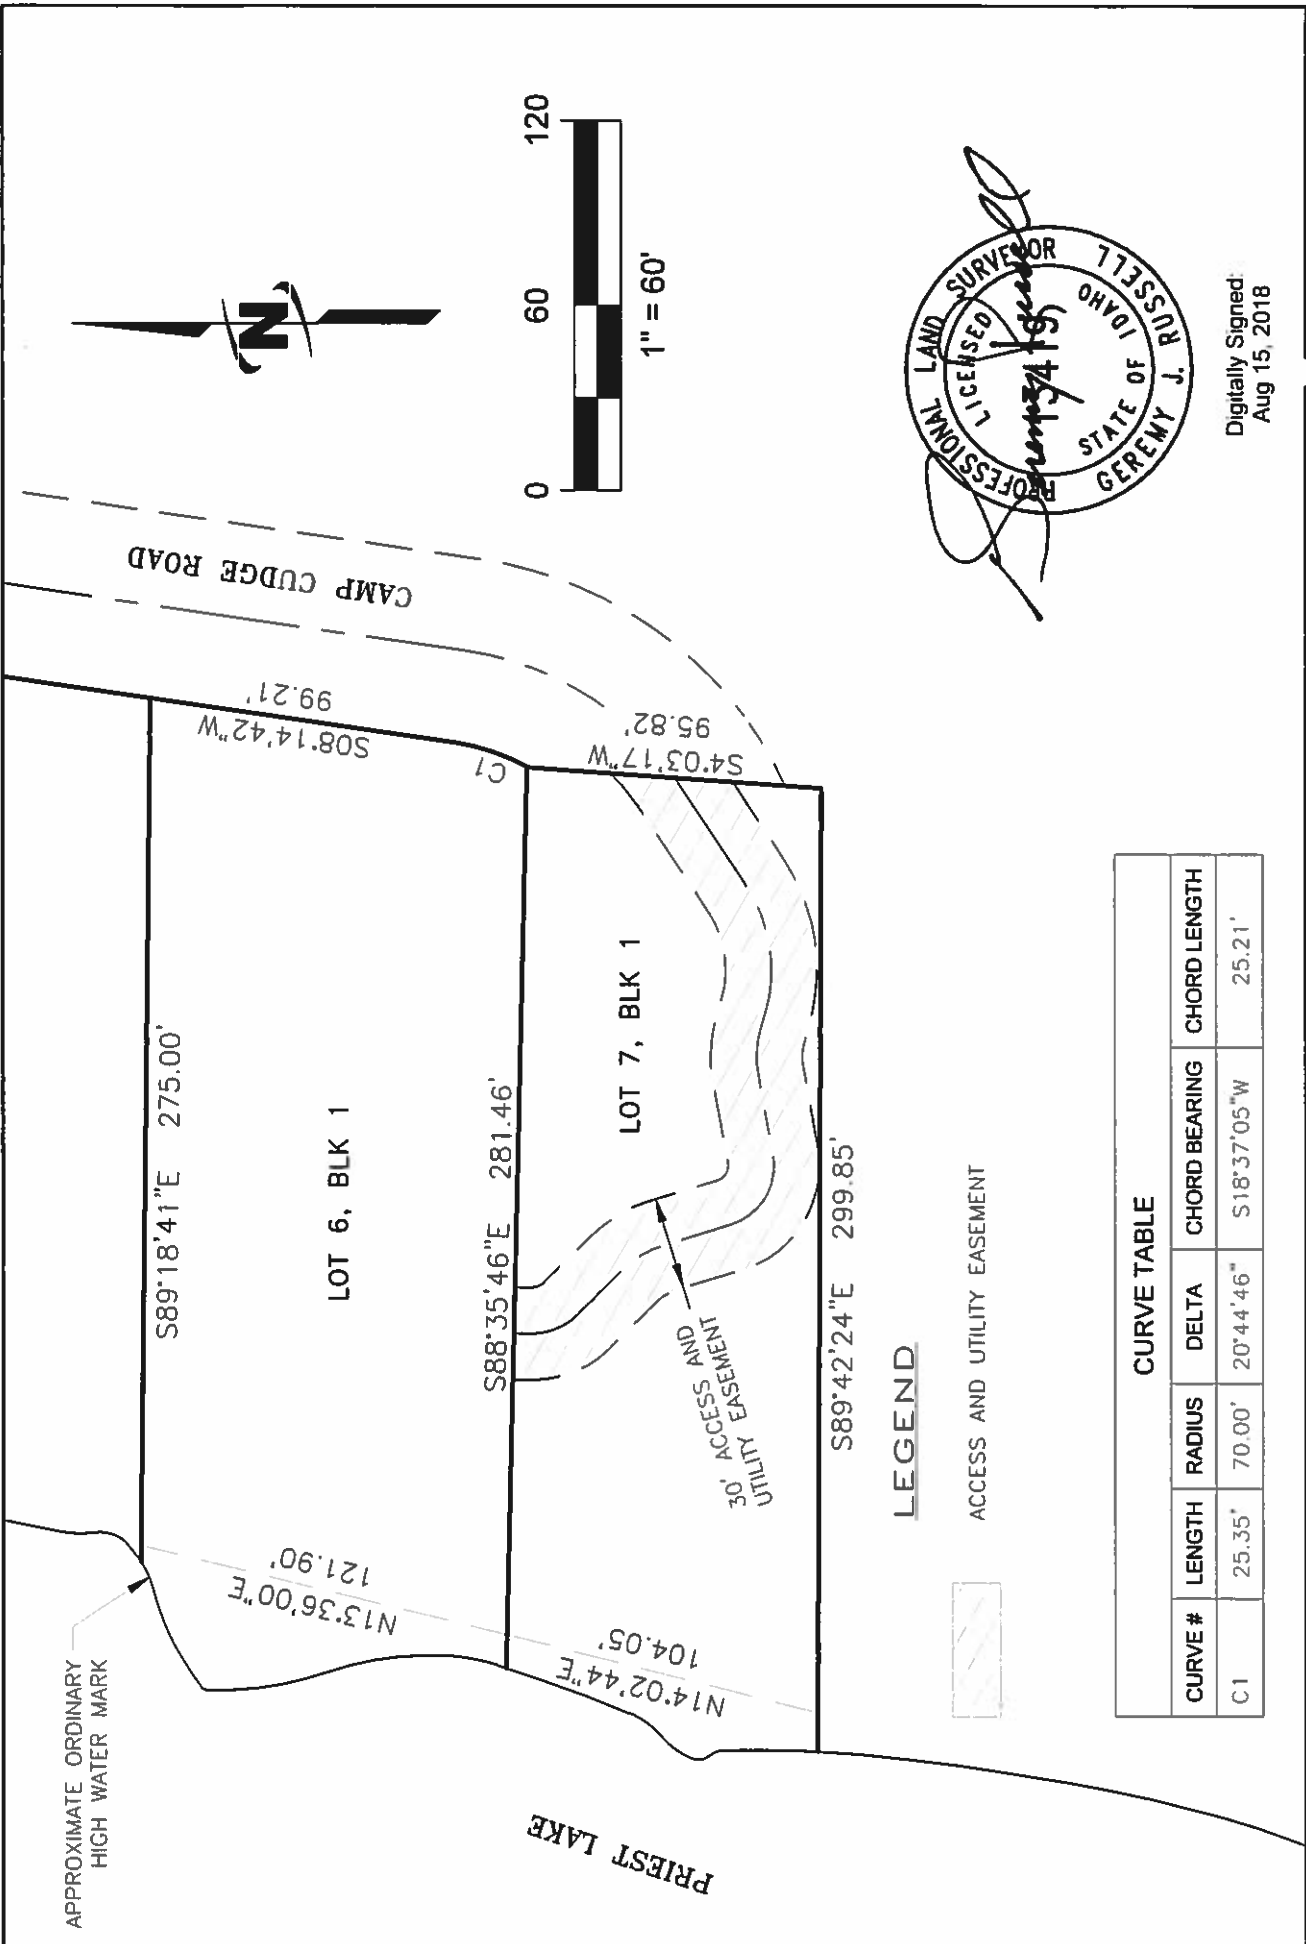 APPROXIMATE ORDINARY
HIGH WATER MARK
S89°18'41"E 275.00'
LOT 6, BLK 1
N13°36'00"E
121.90'
S08°14'42"W
99.21'
C1
CAMP CUDGE ROAD
N
0 60 120
1" = 60'
S88°35'46"E 281.46'
LOT 7, BLK 1
S4°03'17"W
95.82'
30' ACCESS AND
UTILITY EASEMENT
N14°02'44"E
104.05'
S89°42'24"E 299.85'
PRIEST LAKE
LEGEND
ACCESS AND UTILITY EASEMENT
CURVE TABLE
CURVE # LENGTH RADIUS DELTA CHORD BEARING CHORD LENGTH
C1 25.35' 70.00' 20°44'46" S18°37'05"W 25.21'
PROFESSIONAL LAND SURVEYOR
LICENSED
13419
STATE OF IDAHO
GEREMY J. RUSSELL
Digitally Signed:
Aug 15, 2018